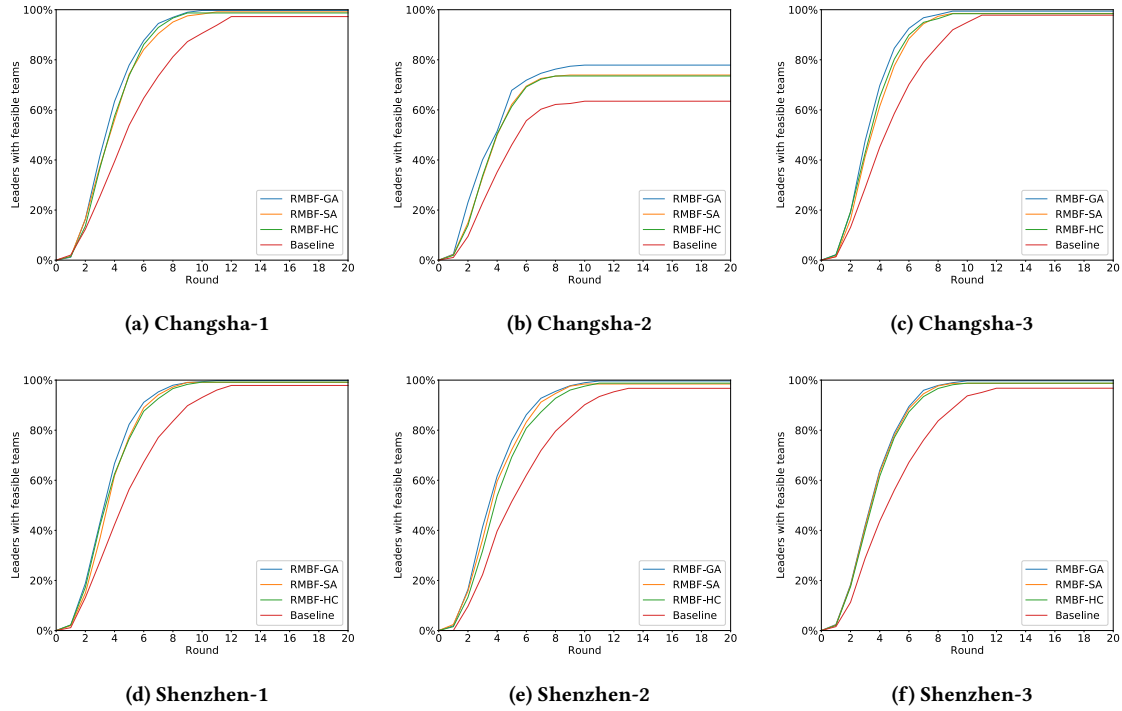 100%
80%
60%
40%
20%
0%
Leaders with feasible teams
0 2 4 6 8 10 12 14 16 18 20
Round
RMBF-GA
RMBF-SA
RMBF-HC
Baseline
(a) Changsha-1
100%
80%
60%
40%
20%
0%
Leaders with feasible teams
0 2 4 6 8 10 12 14 16 18 20
Round
RMBF-GA
RMBF-SA
RMBF-HC
Baseline
(b) Changsha-2
100%
80%
60%
40%
20%
0%
Leaders with feasible teams
0 2 4 6 8 10 12 14 16 18 20
Round
RMBF-GA
RMBF-SA
RMBF-HC
Baseline
(c) Changsha-3
100%
80%
60%
40%
20%
0%
Leaders with feasible teams
0 2 4 6 8 10 12 14 16 18 20
Round
RMBF-GA
RMBF-SA
RMBF-HC
Baseline
(d) Shenzhen-1
100%
80%
60%
40%
20%
0%
Leaders with feasible teams
0 2 4 6 8 10 12 14 16 18 20
Round
RMBF-GA
RMBF-SA
RMBF-HC
Baseline
(e) Shenzhen-2
100%
80%
60%
40%
20%
0%
Leaders with feasible teams
0 2 4 6 8 10 12 14 16 18 20
Round
RMBF-GA
RMBF-SA
RMBF-HC
Baseline
(f) Shenzhen-3